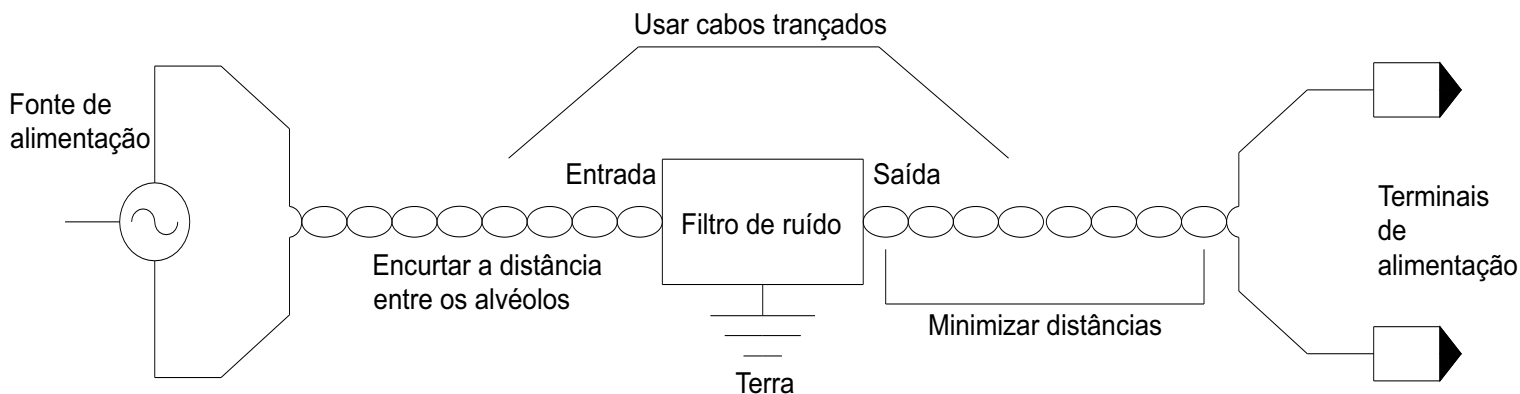 Usar cabos trançados
Fonte de
alimentação
Entrada
Saída
Filtro de ruído
Terminais
de
alimentação
Encurtar a distância
entre os alvéolos
Minimizar distâncias
Terra